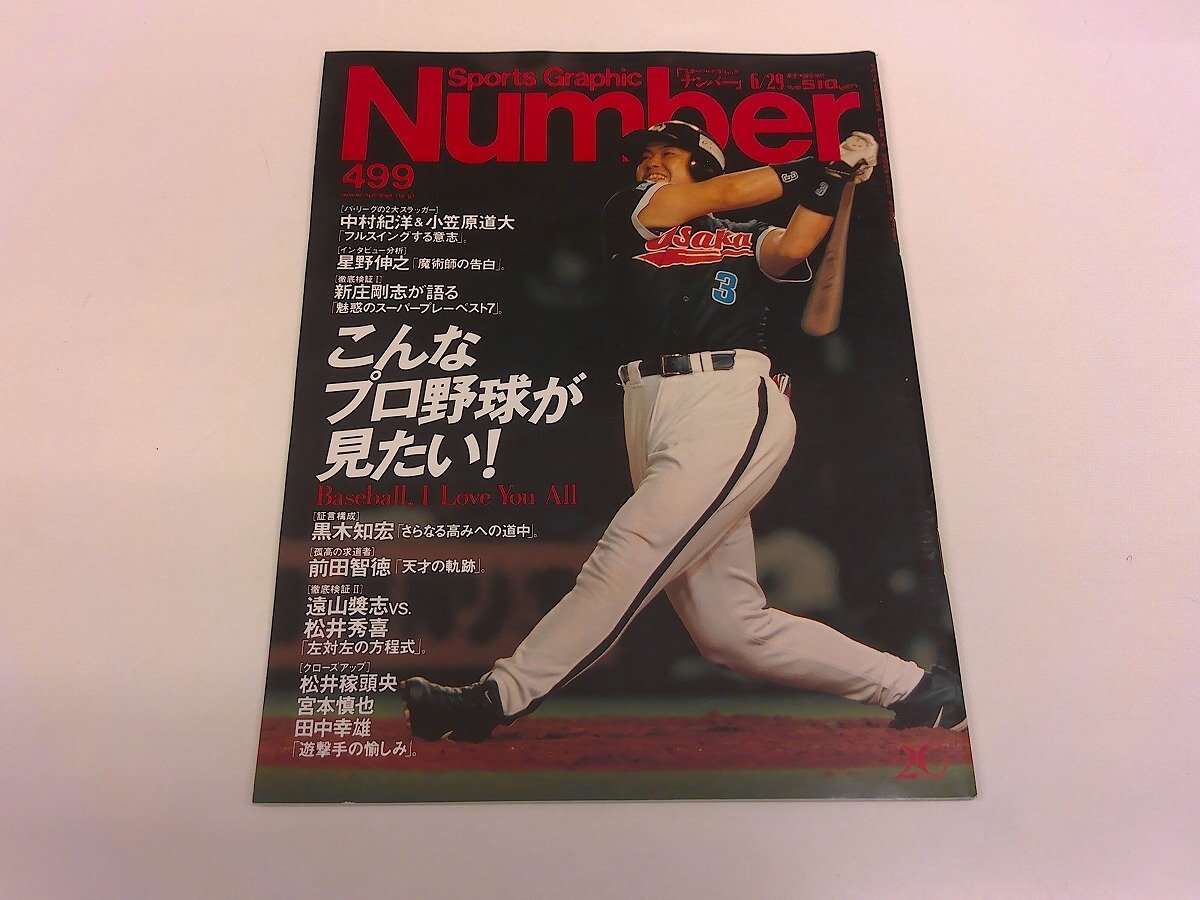 Sports Graphic
「ナンバー」 6/29 510
Number
499
[パ・リーグの2大スラッガー]
中村紀洋&小笠原道大
「フルスイングする意志」。
[インタビュー分析]
星野伸之「魔術師の告白」。
[徹底検証 I]
新庄剛志が語る
「魅惑のスーパープレーベスト7」。
Osaka
3
3
こんな
プロ野球が
見たい!
Baseball, I Love You All
[証言構成]
黒木知宏「さらなる高みへの道中」。
[孤高の求道者]
前田智徳「天才の軌跡」。
[徹底検証 II]
遠山奬志vs.
松井秀喜
「左対左の方程式」。
[クローズアップ]
松井稼頭央
宮本慎也
田中幸雄
「遊撃手の愉しみ」。
20